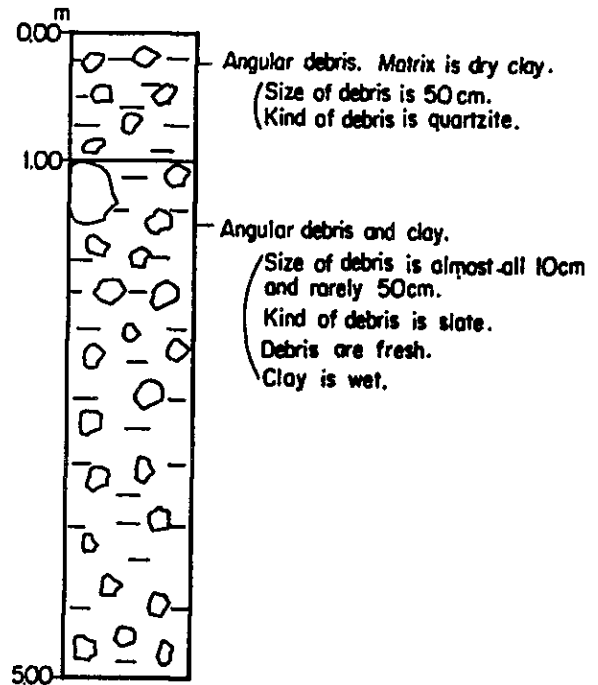 m
0.00
Angular debris. Matrix is dry clay.
Size of debris is 50cm.
Kind of debris is quartzite.
1.00
Angular debris and clay.
Size of debris is almost all 10cm
and rarely 50cm.
Kind of debris is slate.
Debris are fresh.
Clay is wet.
5.00